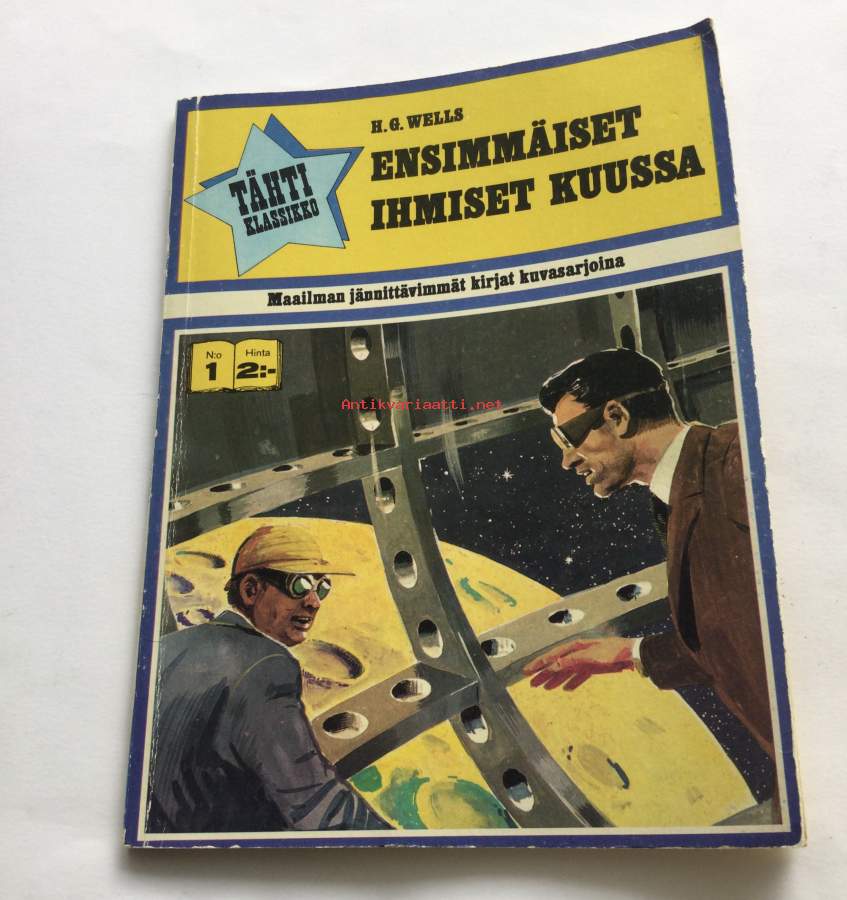 H. G. WELLS
ENSIMMÄISET
IHMISET KUUSSA
TÄHTI
KLASSIKKO
Maailman jännittävimmät kirjat kuvasarjoina
N:o
1
Hinta
2:-
Antikvariaatti.net